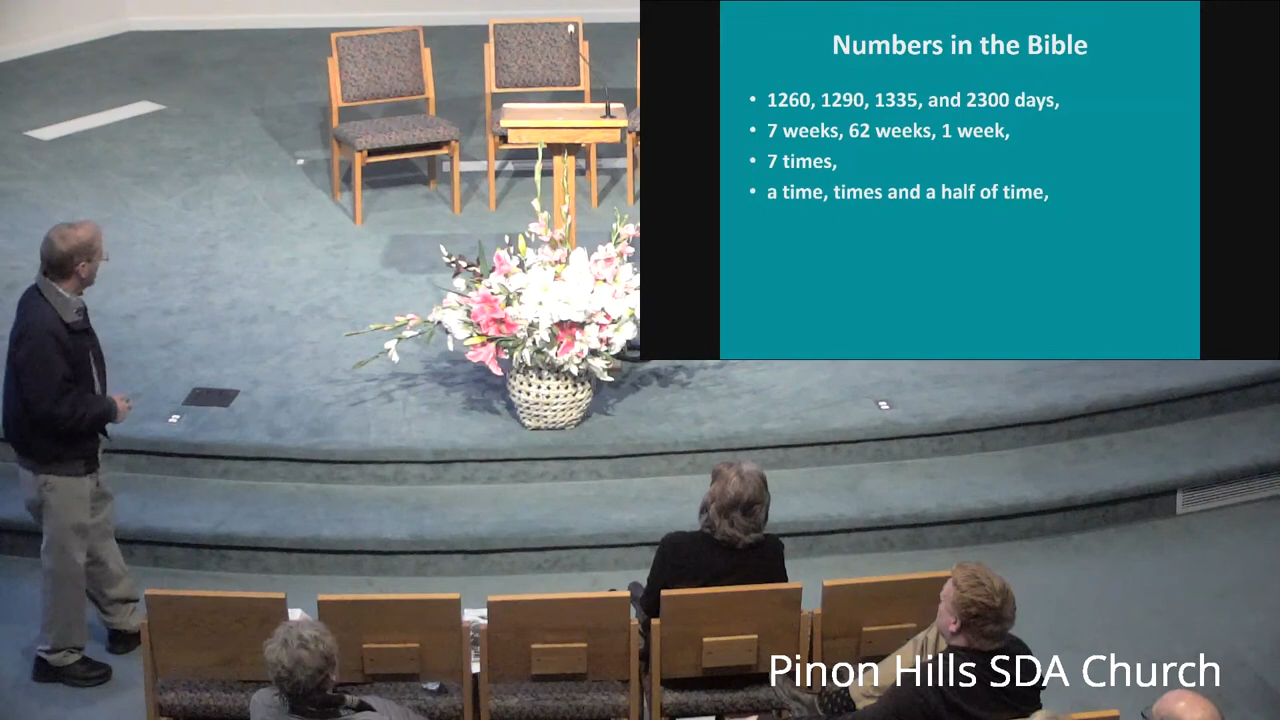 Numbers in the Bible
• 1260, 1290, 1335, and 2300 days,
• 7 weeks, 62 weeks, 1 week,
• 7 times,
• a time, times and a half of time,
Pinon Hills SDA Church